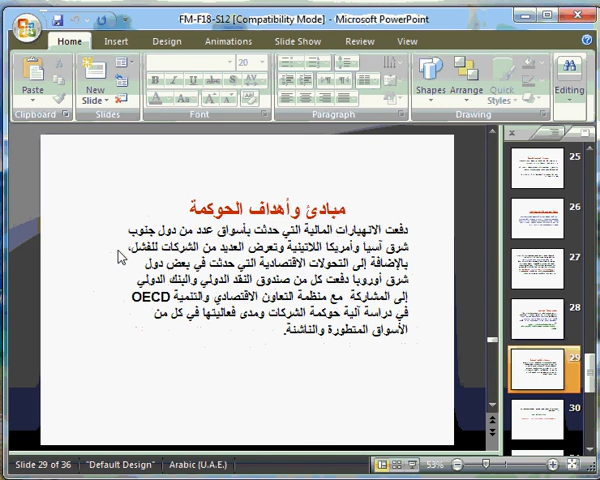 FM-F18-S12 [Compatibility Mode] - Microsoft PowerPoint
Home Insert Design Animations Slide Show Review View
Paste
New
Slide
20
Shapes Arrange Quick
Styles
Editing
Clipboard Slides Font Paragraph Drawing
مبادئ وأهداف الحوكمة
دفعت الانهيارات المالية التي حدثت بأسواق عدد من دول جنوب
شرق آسيا وأمريكا اللاتينية وتعرض العديد من الشركات للفشل،
بالإضافة إلى التحولات الاقتصادية التي حدثت في بعض دول
شرق أوروبا دفعت كل من صندوق النقد الدولي والبنك الدولي
إلى المشاركة مع منظمة التعاون الاقتصادي والتنمية OECD
في دراسة آلية حوكمة الشركات ومدى فعاليتها في كل من
الأسواق المتطورة والناشئة.
25
26
27
28
29
30
Slide 29 of 36 "Default Design" Arabic (U.A.E.) 53%